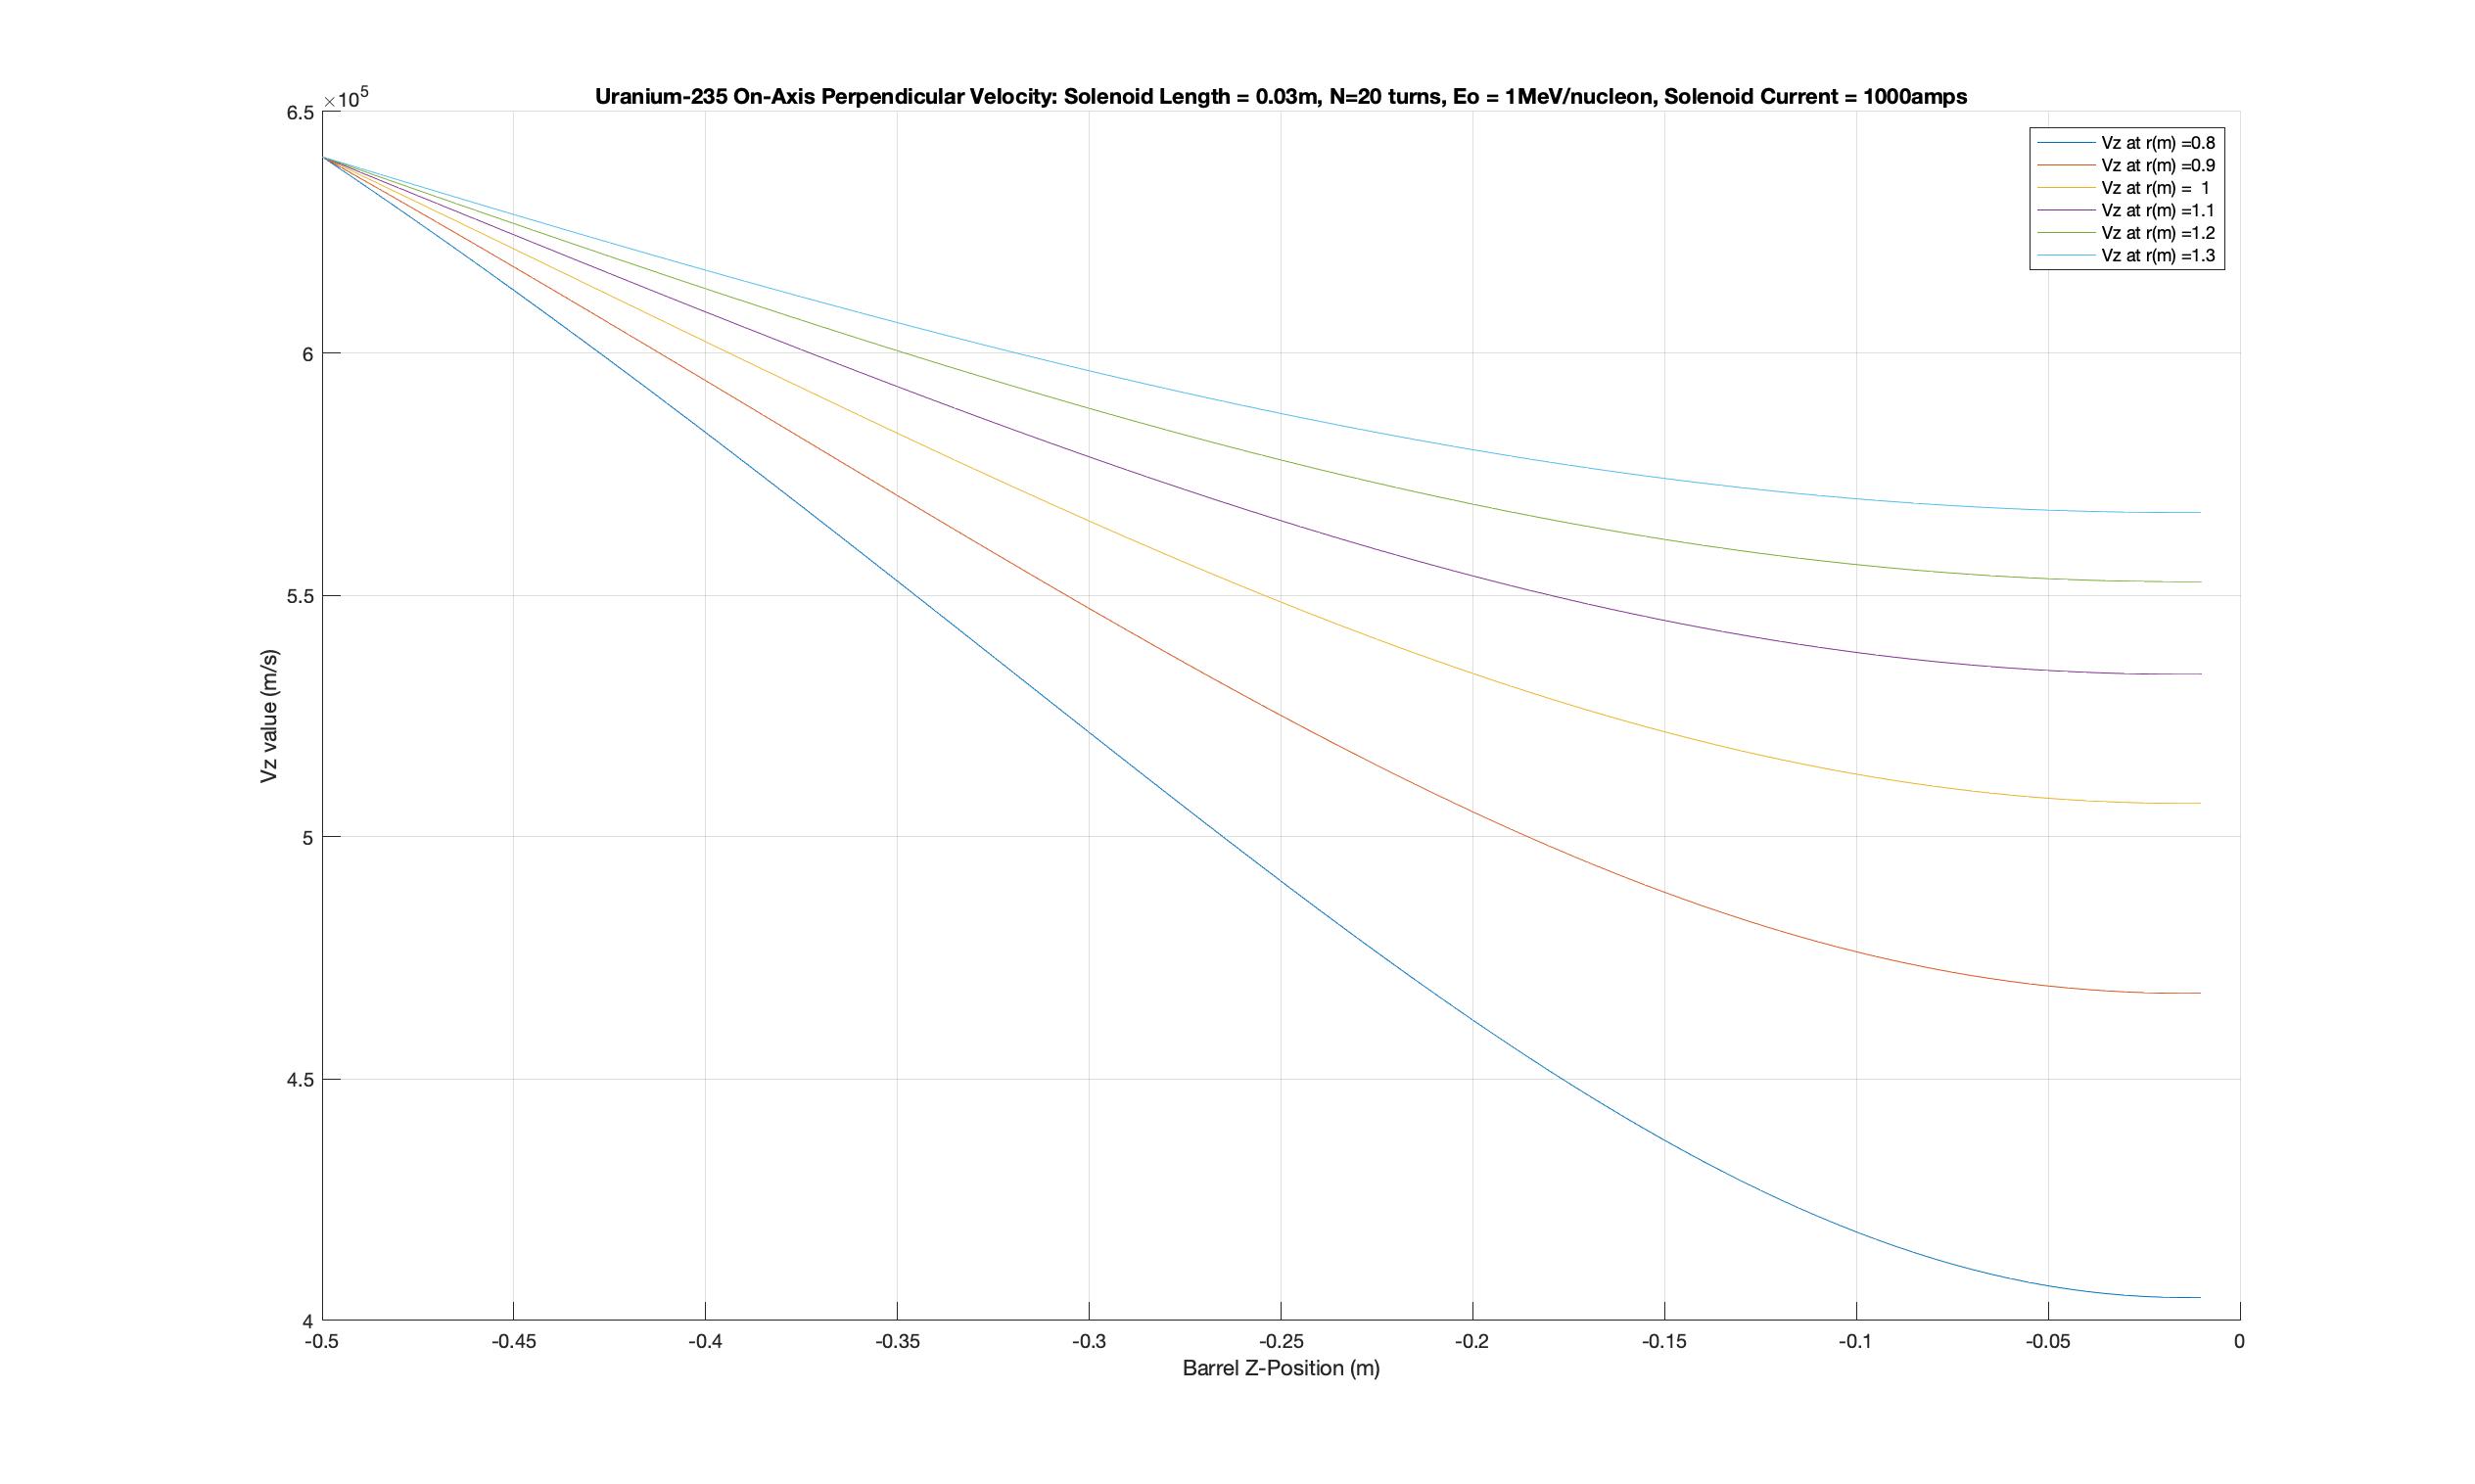 Uranium-235 On-Axis Perpendicular Velocity: Solenoid Length = 0.03m, N=20 turns, Eo = 1MeV/nucleon, Solenoid Current = 1000amps
×10⁵
6.5
6
5.5
5
4.5
4
Vz value (m/s)
-0.5 -0.45 -0.4 -0.35 -0.3 -0.25 -0.2 -0.15 -0.1 -0.05 0
Barrel Z-Position (m)
Vz at r(m) =0.8
Vz at r(m) =0.9
Vz at r(m) =  1
Vz at r(m) =1.1
Vz at r(m) =1.2
Vz at r(m) =1.3